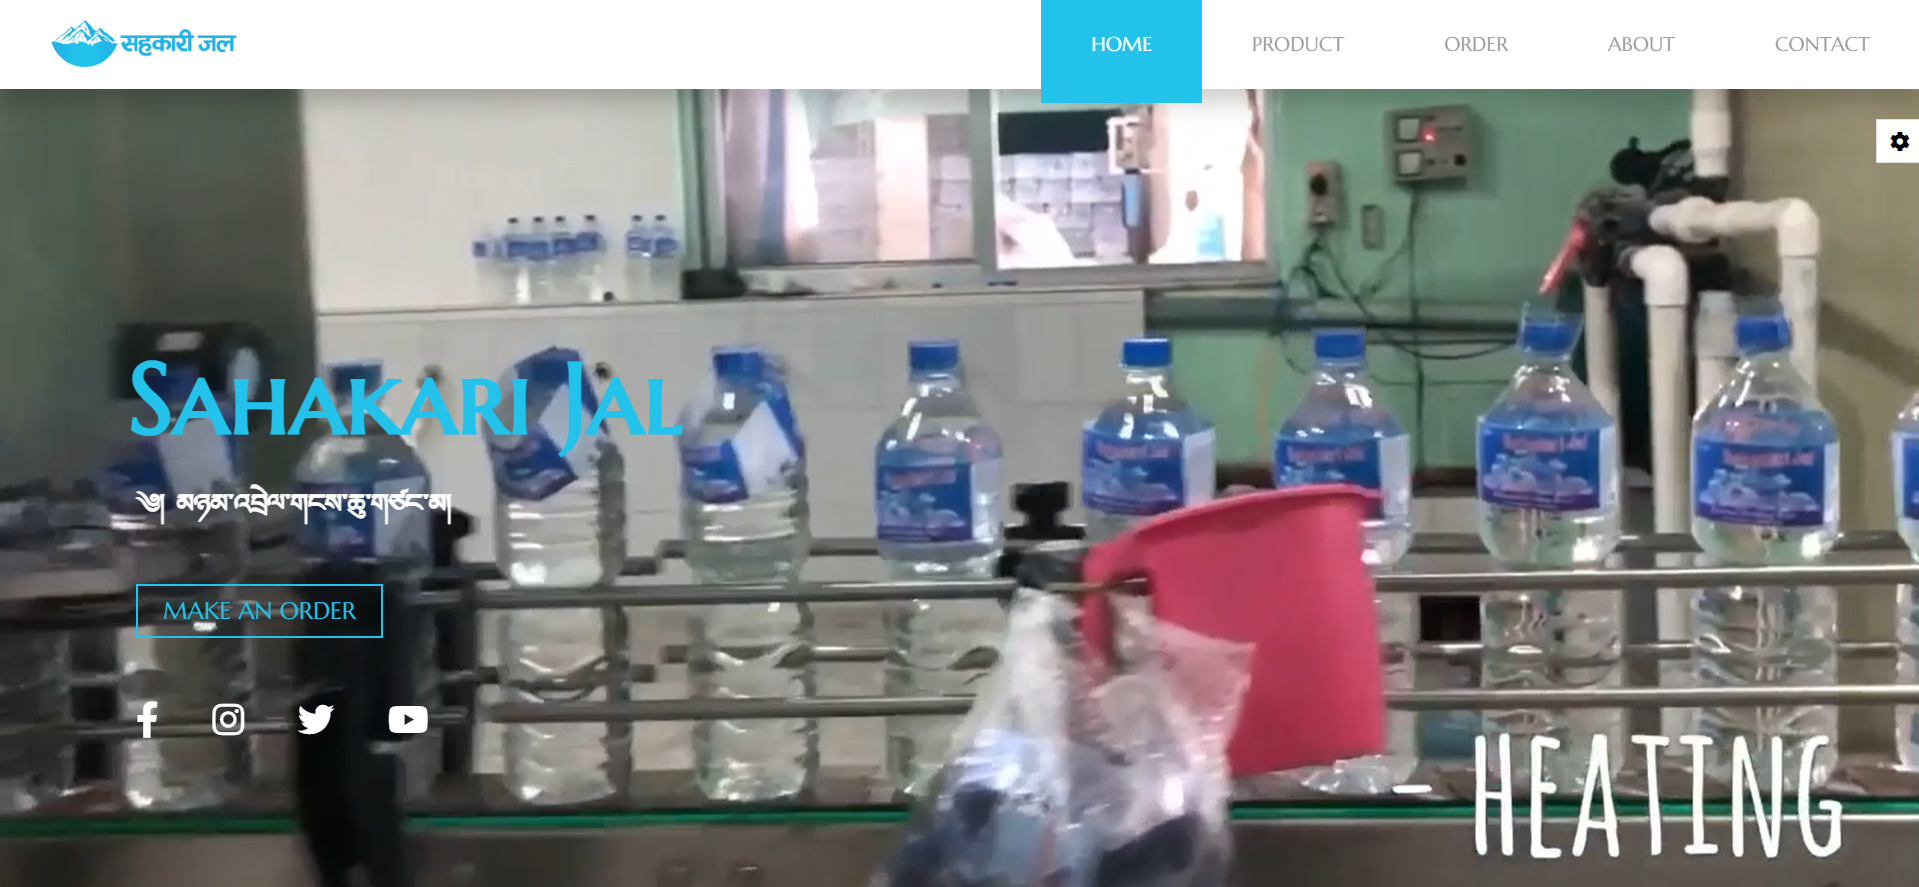 सहकारी जल
HOME
PRODUCT
ORDER
ABOUT
CONTACT
Sahakari Jal
༄། མཉམ་འབྲེལ་གངས་ཆུ་གཙང་མ།
MAKE AN ORDER
- HEATING